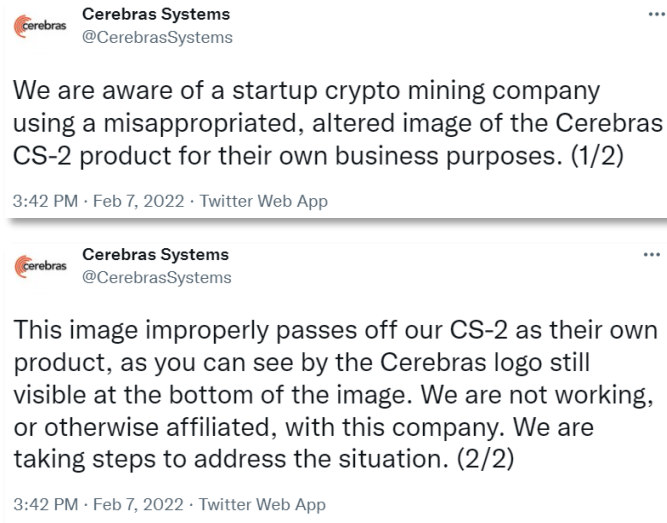 cerebras
Cerebras Systems
@CerebrasSystems
We are aware of a startup crypto mining company
using a misappropriated, altered image of the Cerebras
CS-2 product for their own business purposes. (1/2)
3:42 PM · Feb 7, 2022 · Twitter Web App
cerebras
Cerebras Systems
@CerebrasSystems
This image improperly passes off our CS-2 as their own
product, as you can see by the Cerebras logo still
visible at the bottom of the image. We are not working,
or otherwise affiliated, with this company. We are
taking steps to address the situation. (2/2)
3:42 PM · Feb 7, 2022 · Twitter Web App